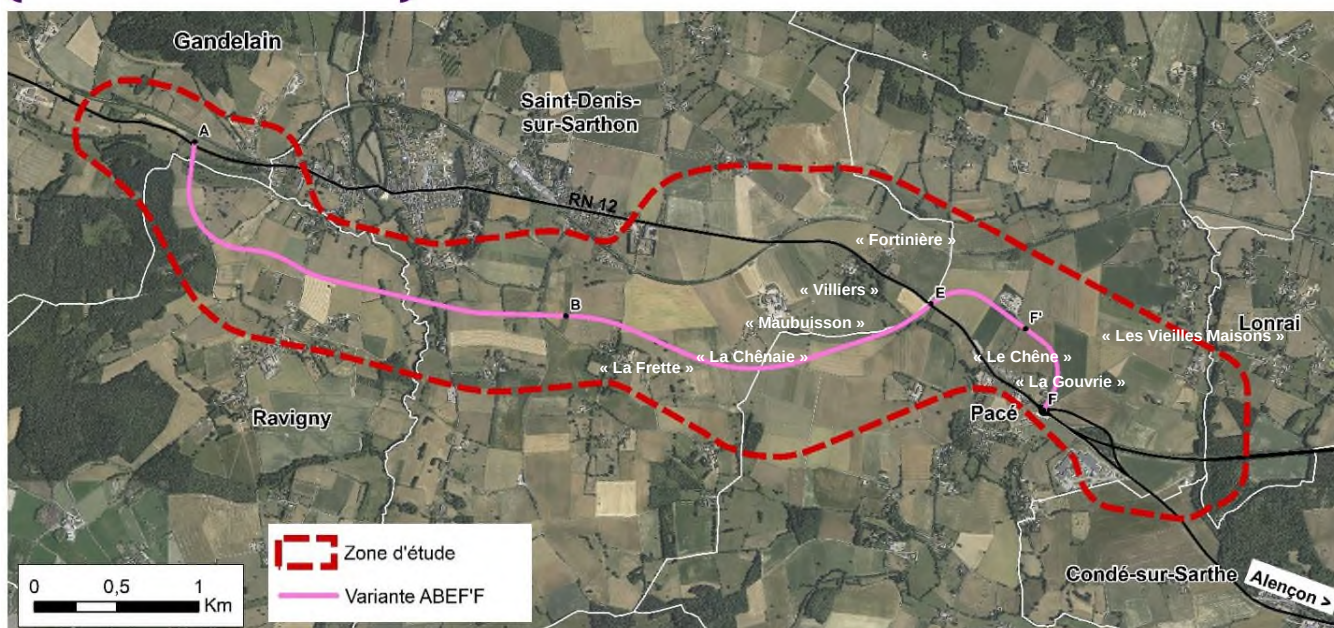 Gandelain
Saint-Denis-
sur-Sarthon
A
RN 12
« Fortinière »
« Villiers »
E
B
« Maubuisson »
F'
Lonrai
« Les Vieilles Maisons »
« La Chênaie »
« Le Chêne »
« La Frette »
« La Gouvrie »
F
Ravigny
Pacé
Zone d'étude
Variante ABEF'F
0 0,5 1
Km
Condé-sur-Sarthe
Alençon >